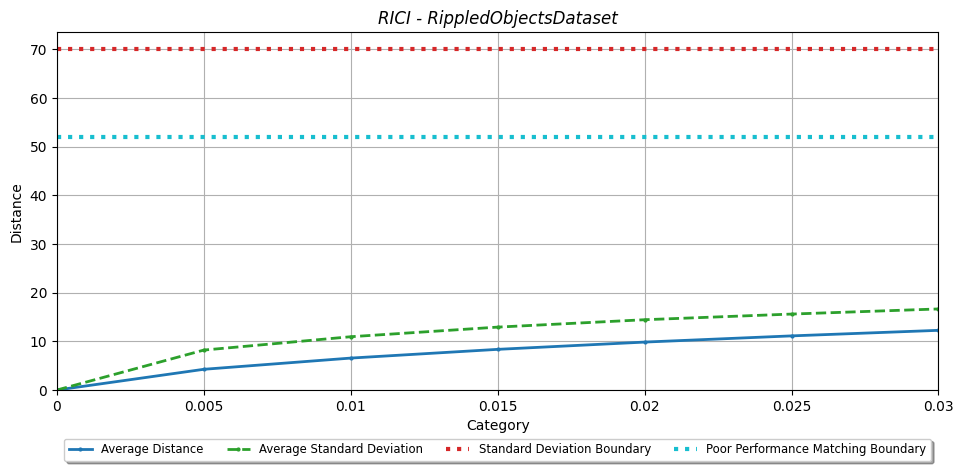 RICI - RippledObjectsDataset
70
60
50
40
30
20
10
0
Distance
0 0.005 0.01 0.015 0.02 0.025 0.03
Category
Average Distance Average Standard Deviation Standard Deviation Boundary Poor Performance Matching Boundary